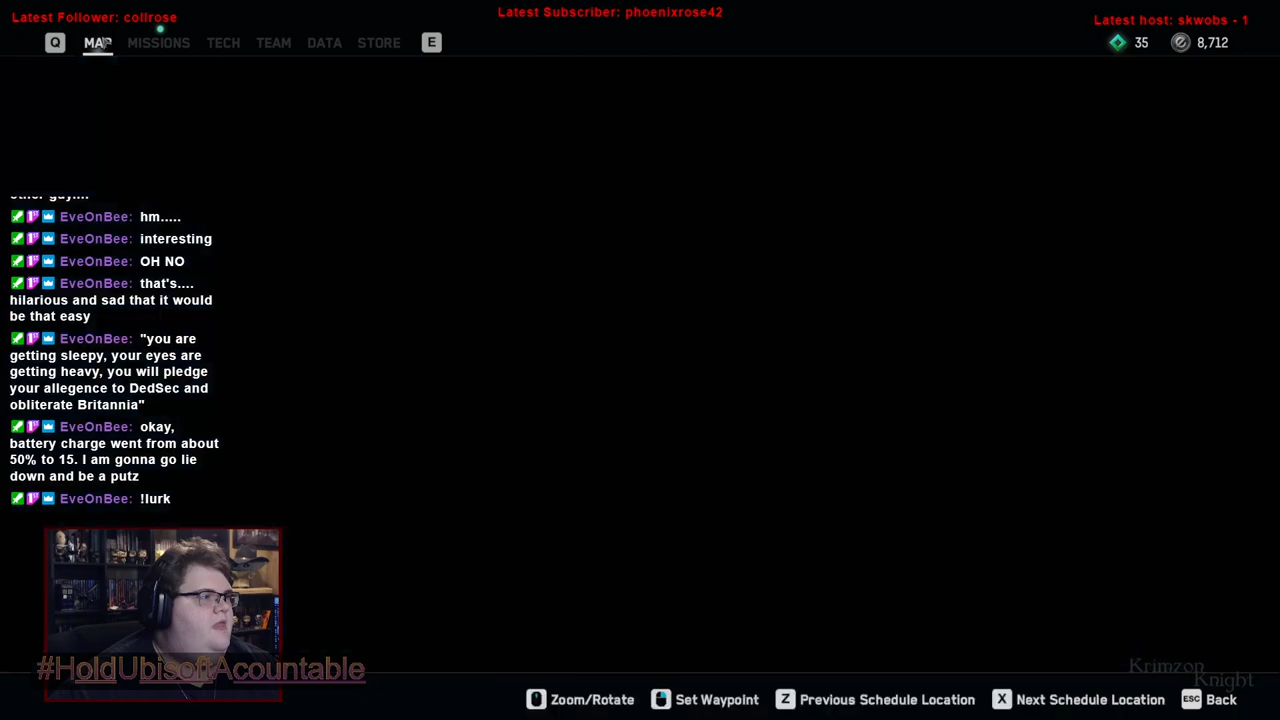 Latest Follower: collrose
Latest Subscriber: phoenixrose42
Latest host: skwobs - 1
Q MAP MISSIONS TECH TEAM DATA STORE E
35 8,712
other guy....
EveOnBee: hm.....
EveOnBee: interesting
EveOnBee: OH NO
EveOnBee: that's....
hilarious and sad that it would
be that easy
EveOnBee: "you are
getting sleepy, your eyes are
getting heavy, you will pledge
your allegence to DedSec and
obliterate Britannia"
EveOnBee: okay,
battery charge went from about
50% to 15. I am gonna go lie
down and be a putz
EveOnBee: !lurk
#HoldUbisoftAcountable
Krimzon
Knight
Zoom/Rotate Set Waypoint Z Previous Schedule Location X Next Schedule Location ESC Back